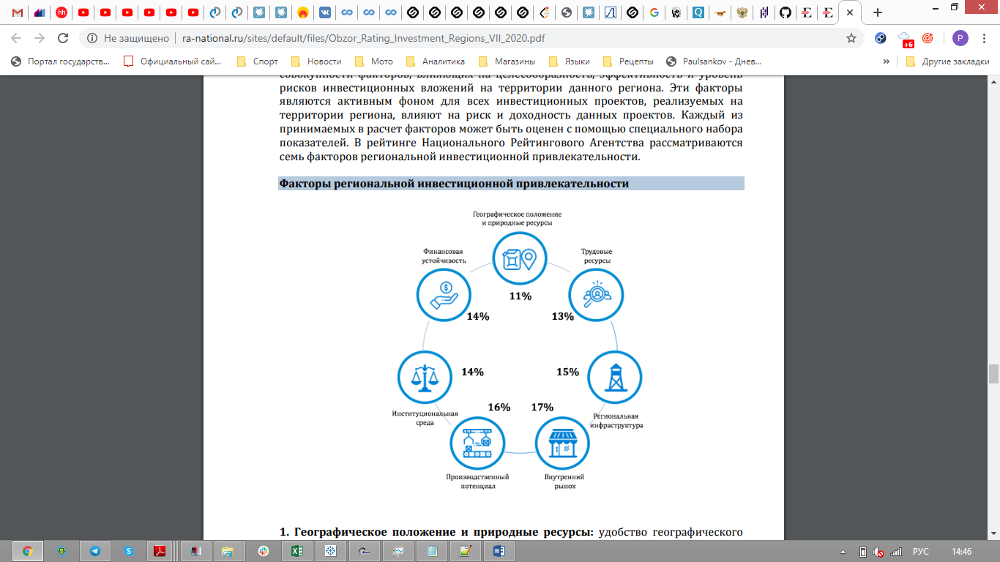 Не защищено
ra-national.ru/sites/default/files/Obzor_Rating_Investment_Regions_VII_2020.pdf
+6
P
Портал государств...
Официальный сай...
Спорт
Новости
Мото
Аналитика
Магазины
Языки
Рецепты
Paulsankov - Днев...
»
Другие закладки
совокупности факторов, влияющих на целесообразность, эффективность и уровень
рисков инвестиционных вложений на территории данного региона. Эти факторы
являются активным фоном для всех инвестиционных проектов, реализуемых на
территории региона, влияют на риск и доходность данных проектов. Каждый из
принимаемых в расчет факторов может быть оценен с помощью специального набора
показателей. В рейтинге Национального Рейтингового Агентства рассматриваются
семь факторов региональной инвестиционной привлекательности.
Факторы региональной инвестиционной привлекательности
Географическое положение
и природные ресурсы
11%
Финансовая
устойчивость
14%
Трудовые
ресурсы
13%
14%
15%
Институциональная
среда
Региональная
инфраструктура
16%
17%
Производственный
потенциал
Внутренний
рынок
1. Географическое положение и природные ресурсы: удобство географического
РУС
14:46